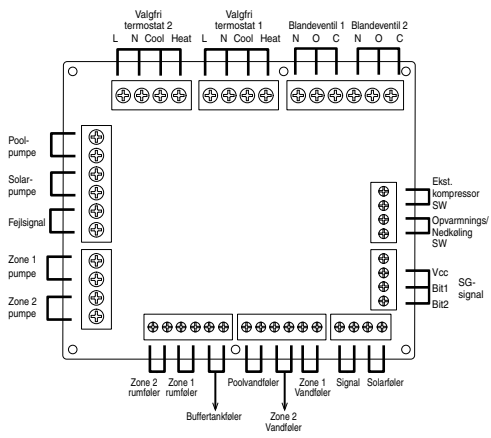 Valgfri
termostat 2
L N Cool Heat
Valgfri
termostat 1
L N Cool Heat
Blandeventil 1
N O C
Blandeventil 2
N O C
Pool-
pumpe
Solar-
pumpe
Fejlsignal
Zone 1
pumpe
Zone 2
pumpe
Ekst.
kompressor
SW
Opvarmnings/
Nedkøling
SW
Vcc
Bit1
Bit2
SG-
signal
Zone 2
rumføler
Zone 1
rumføler
Buffertankføler
Poolvandføler
Zone 2
Vandføler
Zone 1
Vandføler
Signal
Solarføler